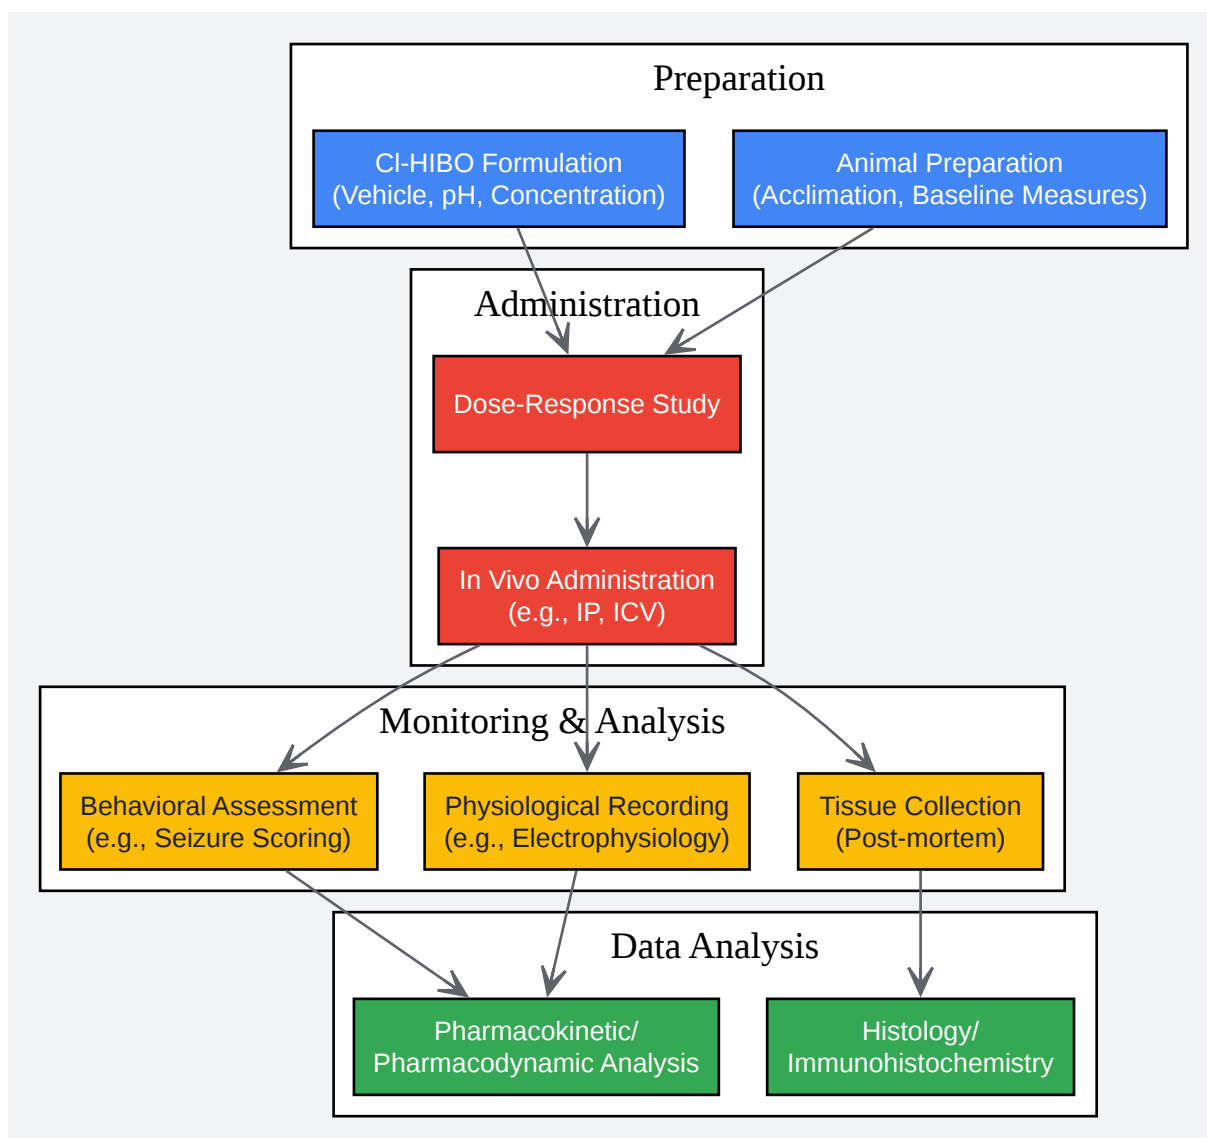 Preparation
Cl-HIBO Formulation
(Vehicle, pH, Concentration)
Animal Preparation
(Acclimation, Baseline Measures)
Administration
Dose-Response Study
In Vivo Administration
(e.g., IP, ICV)
Monitoring & Analysis
Behavioral Assessment
(e.g., Seizure Scoring)
Physiological Recording
(e.g., Electrophysiology)
Tissue Collection
(Post-mortem)
Data Analysis
Pharmacokinetic/
Pharmacodynamic Analysis
Histology/
Immunohistochemistry